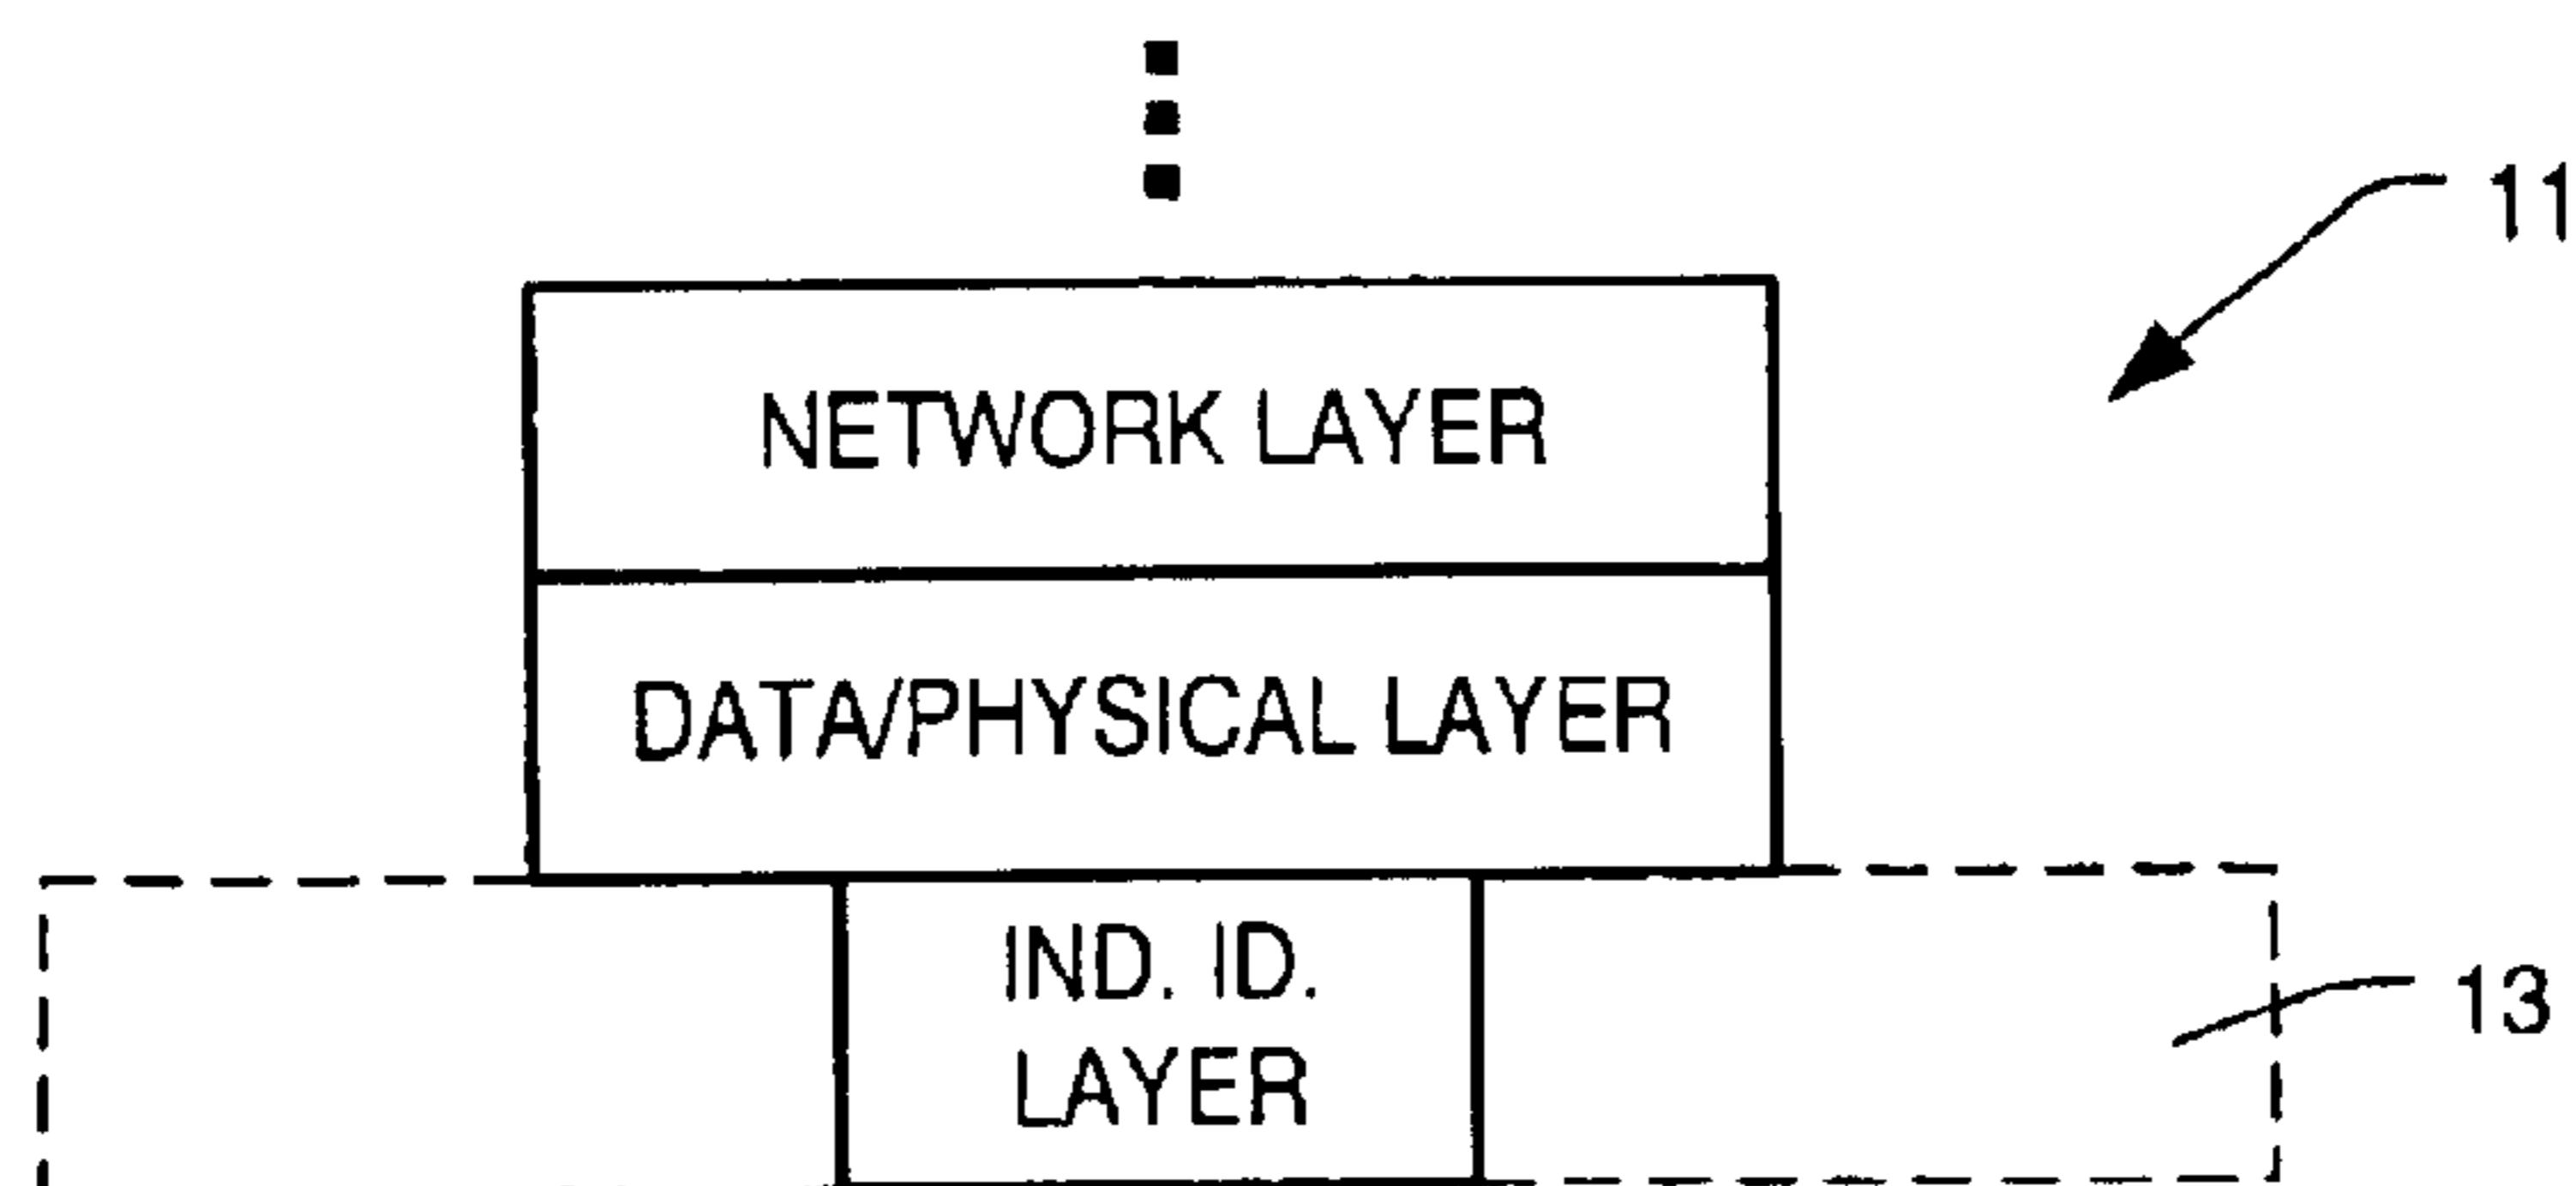 11
NETWORK LAYER
DATA/PHYSICAL LAYER
IND. ID.
LAYER
13